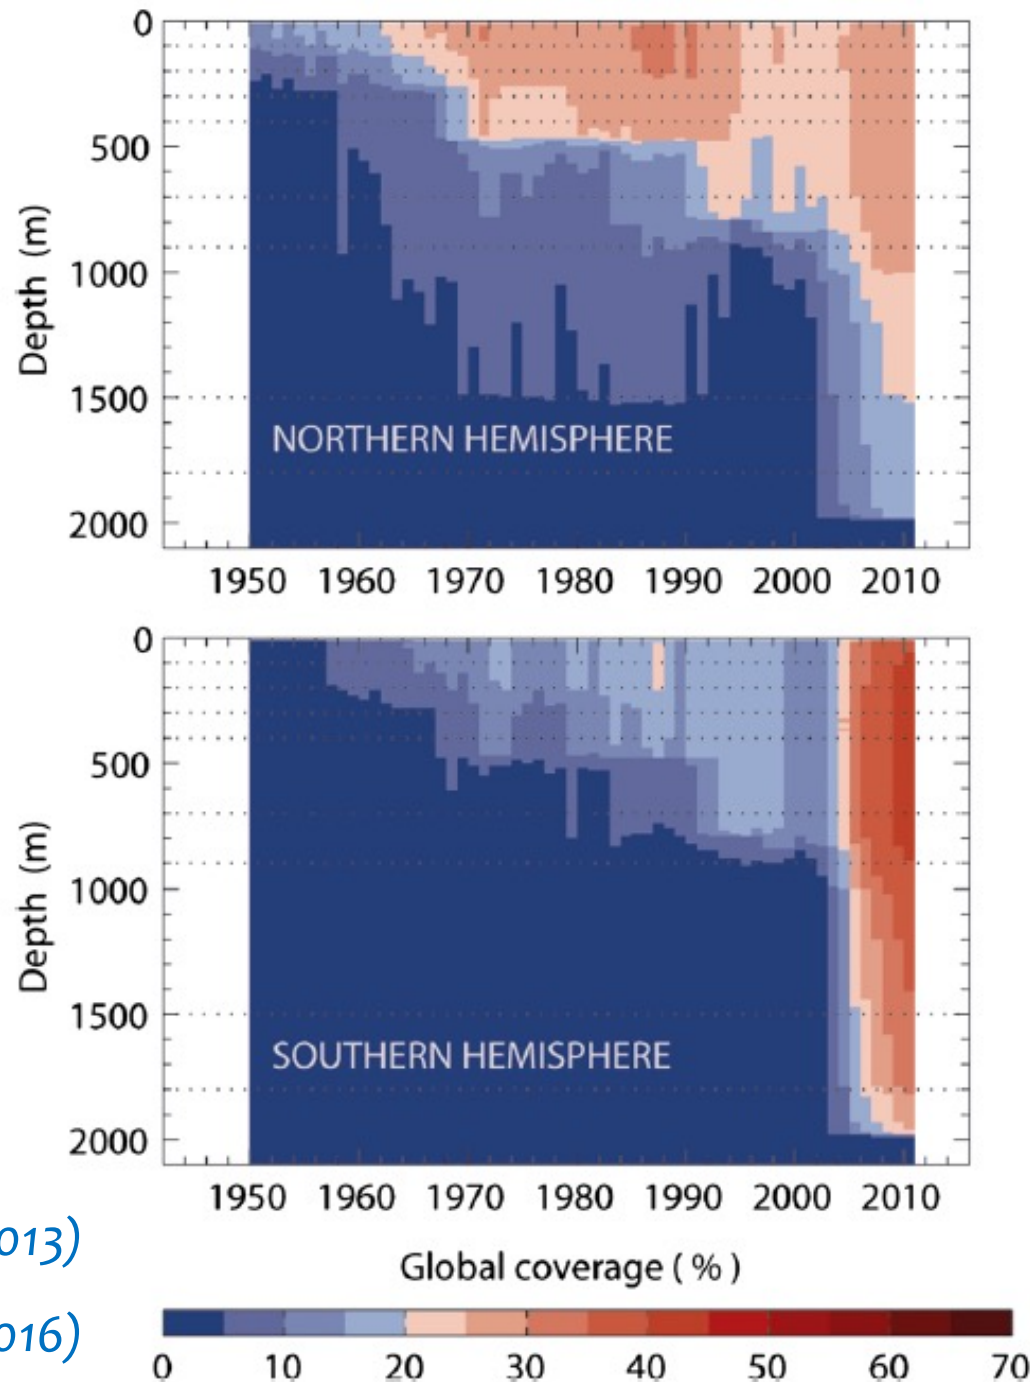 0
500
1000
1500
2000
Depth (m)
NORTHERN HEMISPHERE
1950 1960 1970 1980 1990 2000 2010
0
500
1000
1500
2000
Depth (m)
SOUTHERN HEMISPHERE
1950 1960 1970 1980 1990 2000 2010
013)
Global coverage ( % )
016)
0 10 20 30 40 50 60 70